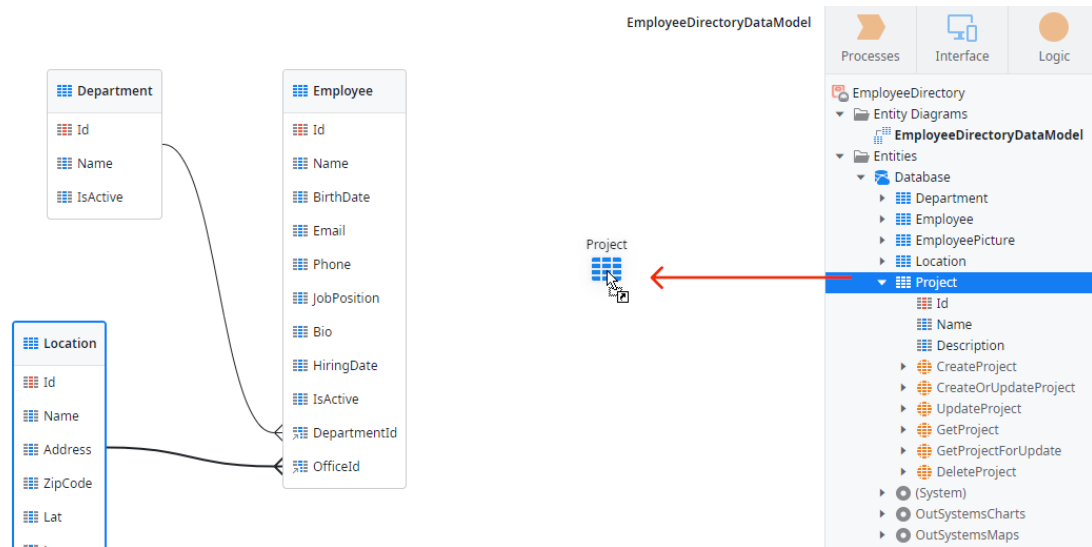 EmployeeDirectoryDataModel
Department
Id
Name
IsActive
Employee
Id
Name
BirthDate
Email
Phone
JobPosition
Bio
HiringDate
IsActive
DepartmentId
OfficeId
Location
Id
Name
Address
ZipCode
Lat
Project
Processes
Interface
Logic
EmployeeDirectory
Entity Diagrams
EmployeeDirectoryDataModel
Entities
Database
Department
Employee
EmployeePicture
Location
Project
Id
Name
Description
CreateProject
CreateOrUpdateProject
UpdateProject
GetProject
GetProjectForUpdate
DeleteProject
(System)
OutSystemsCharts
OutSystemsMaps